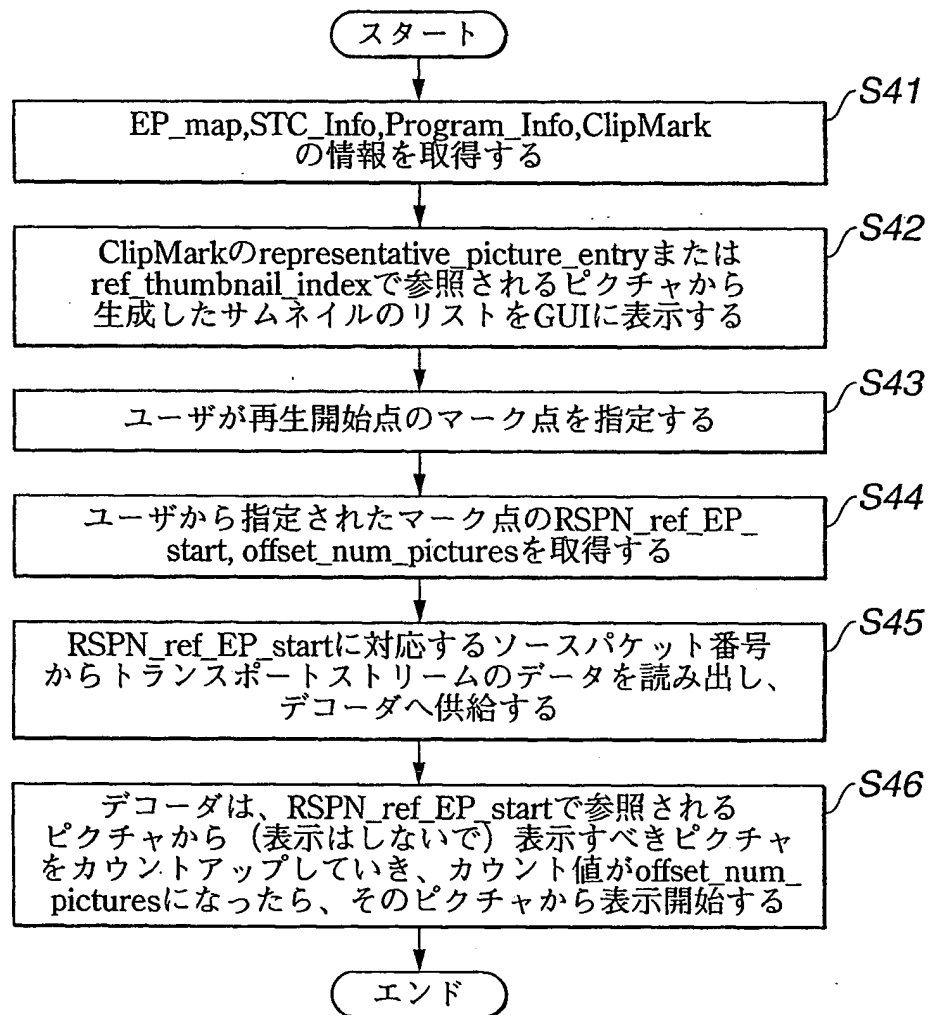 スタート
S41
EP_map,STC_Info,Program_Info,ClipMark
の情報を取得する
S42
ClipMarkのrepresentative_picture_entryまたは
ref_thumbnail_indexで参照されるピクチャから
生成したサムネイルのリストをGUIに表示する
S43
ユーザが再生開始点のマーク点を指定する
S44
ユーザから指定されたマーク点のRSPN_ref_EP_
start, offset_num_picturesを取得する
S45
RSPN_ref_EP_startに対応するソースパケット番号
からトランスポートストリームのデータを読み出し、
デコーダへ供給する
S46
デコーダは、RSPN_ref_EP_startで参照される
ピクチャから（表示はしないで）表示すべきピクチャ
をカウントアップしていき、カウント値がoffset_num_
picturesになったら、そのピクチャから表示開始する
エンド